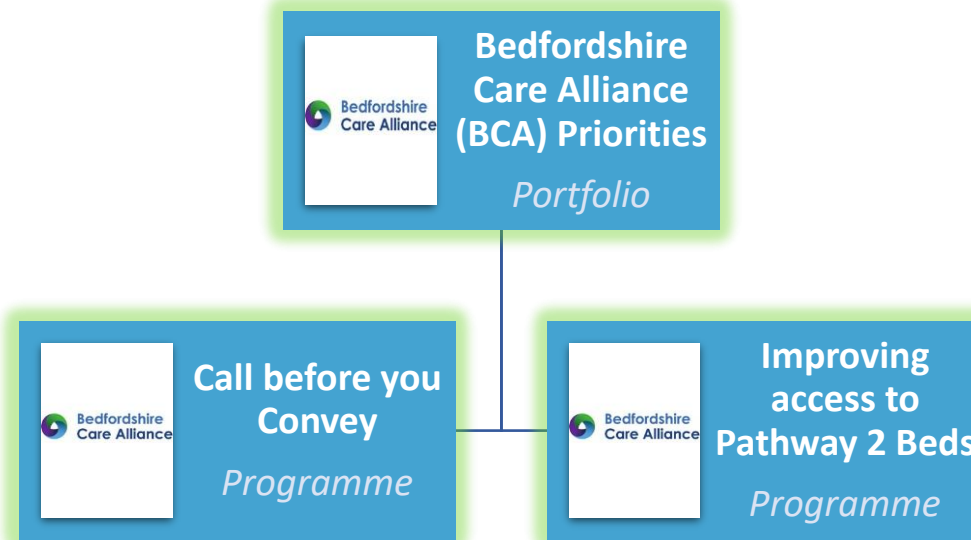 Bedfordshire
Care Alliance
Bedfordshire
Care Alliance
(BCA) Priorities
Portfolio
Bedfordshire
Care Alliance
Call before you
Convey
Programme
Bedfordshire
Care Alliance
Improving
access to
Pathway 2 Beds
Programme